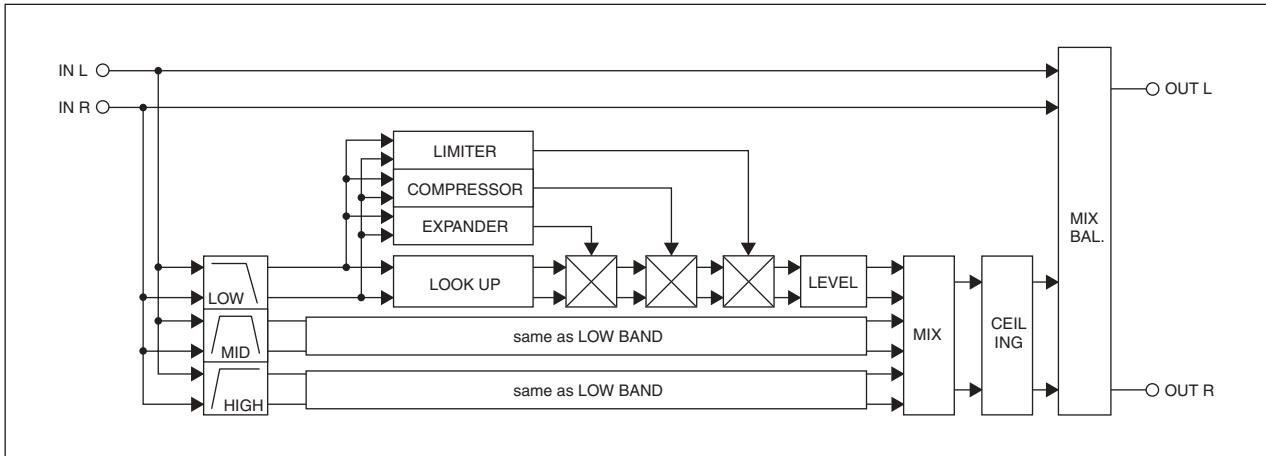 IN L
IN R
OUT L
LIMITER
COMPRESSOR
EXPANDER
MIX
BAL.
LOW
LOOK UP
LEVEL
MID
same as LOW BAND
MIX
CEIL
ING
HIGH
same as LOW BAND
OUT R